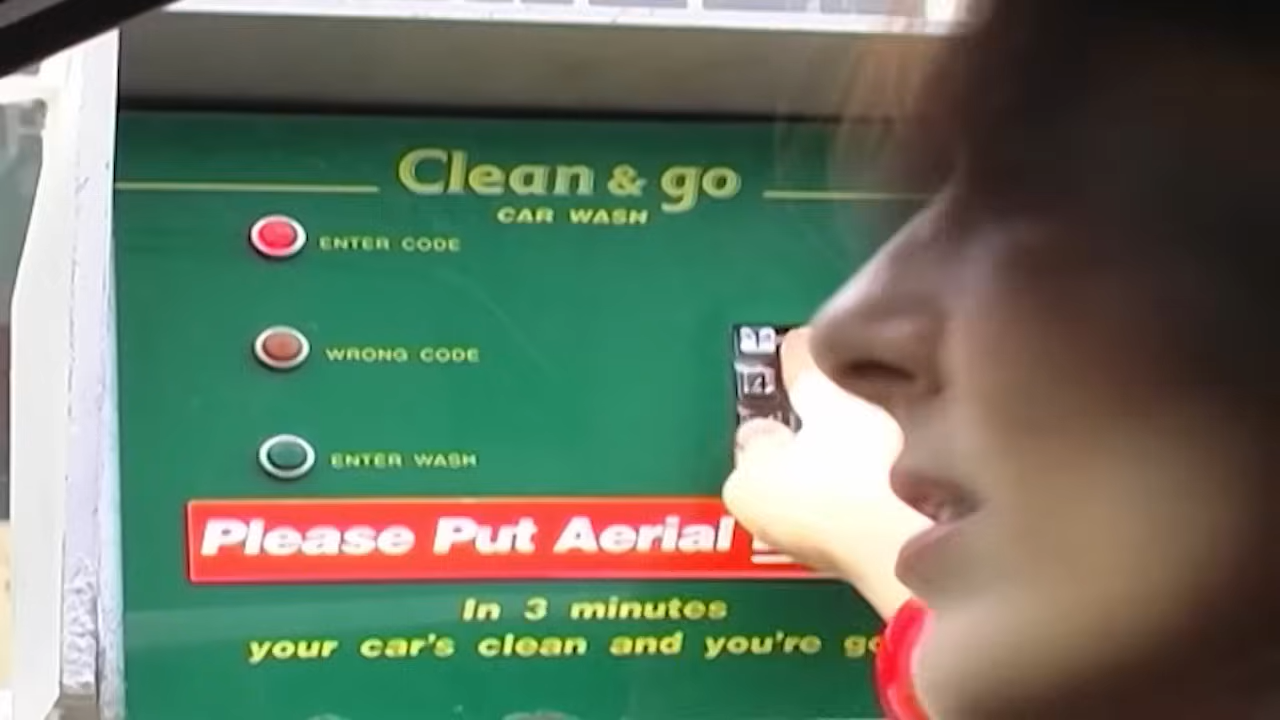 Clean & go
CAR WASH
ENTER CODE
WRONG CODE
ENTER WASH
Please Put Aerial
In 3 minutes
your car's clean and you're go